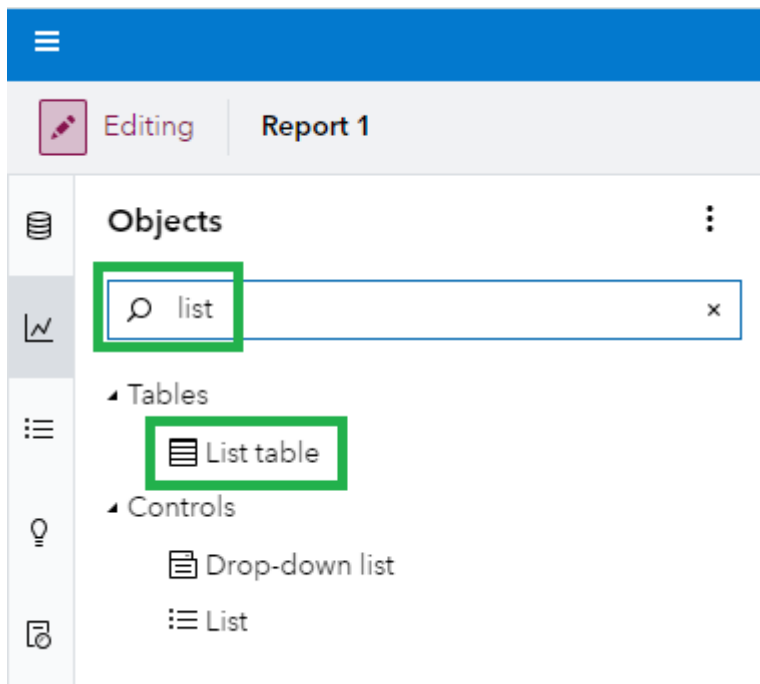 Editing Report 1
Objects
list
Tables
List table
Controls
Drop-down list
List